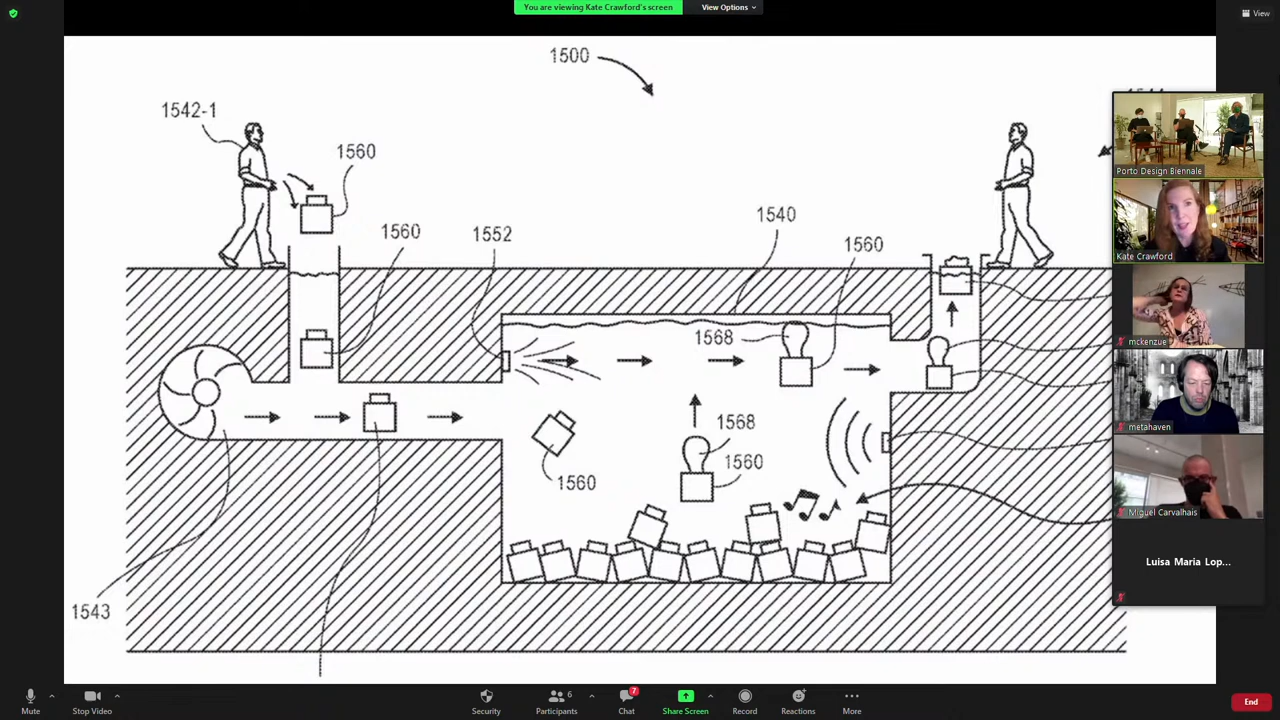 You are viewing Kate Crawford's screen
View Options
View
1500
1542-1
1560
1560
1552
1540
1560
1568
1568
1560
1560
1543
Porto Design Biennale
Kate Crawford
mckenzue
metahaven
Miguel Carvalhais
Luisa Maria Lop...
Mute
Stop Video
Security
6
Participants
7
Chat
Share Screen
Record
Reactions
More
End